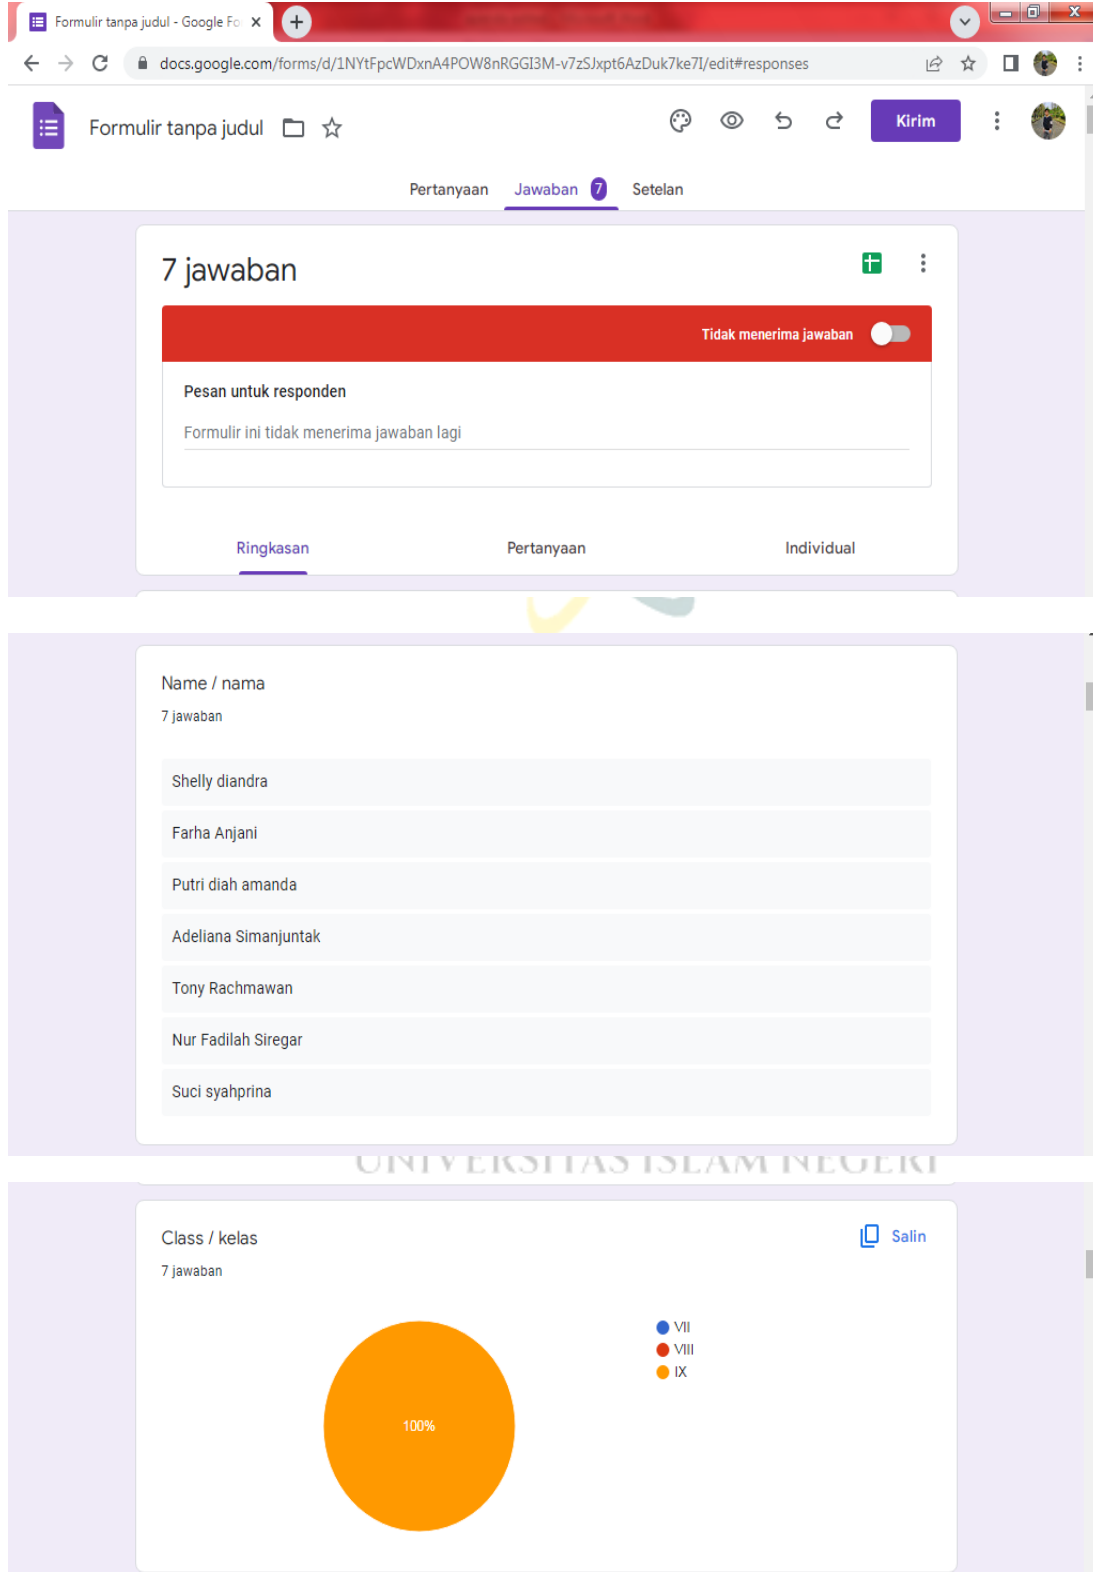 Formulir tanpa judul - Google Fo
docs.google.com/forms/d/1NYtFpcWDxnA4POW8nRGGI3M-v7zSJxpt6AzDuk7ke7I/edit#responses
Formulir tanpa judul
Kirim
Pertanyaan Jawaban 7 Setelan
7 jawaban
Tidak menerima jawaban
Pesan untuk responden
Formulir ini tidak menerima jawaban lagi
Ringkasan Pertanyaan Individual
Name / nama
7 jawaban
Shelly diandra
Farha Anjani
Putri diah amanda
Adeliana Simanjuntak
Tony Rachmawan
Nur Fadilah Siregar
Suci syahprina
UNIVERSITAS ISLAM NEGERI
Class / kelas
Salin
7 jawaban
VII
VIII
IX
100%